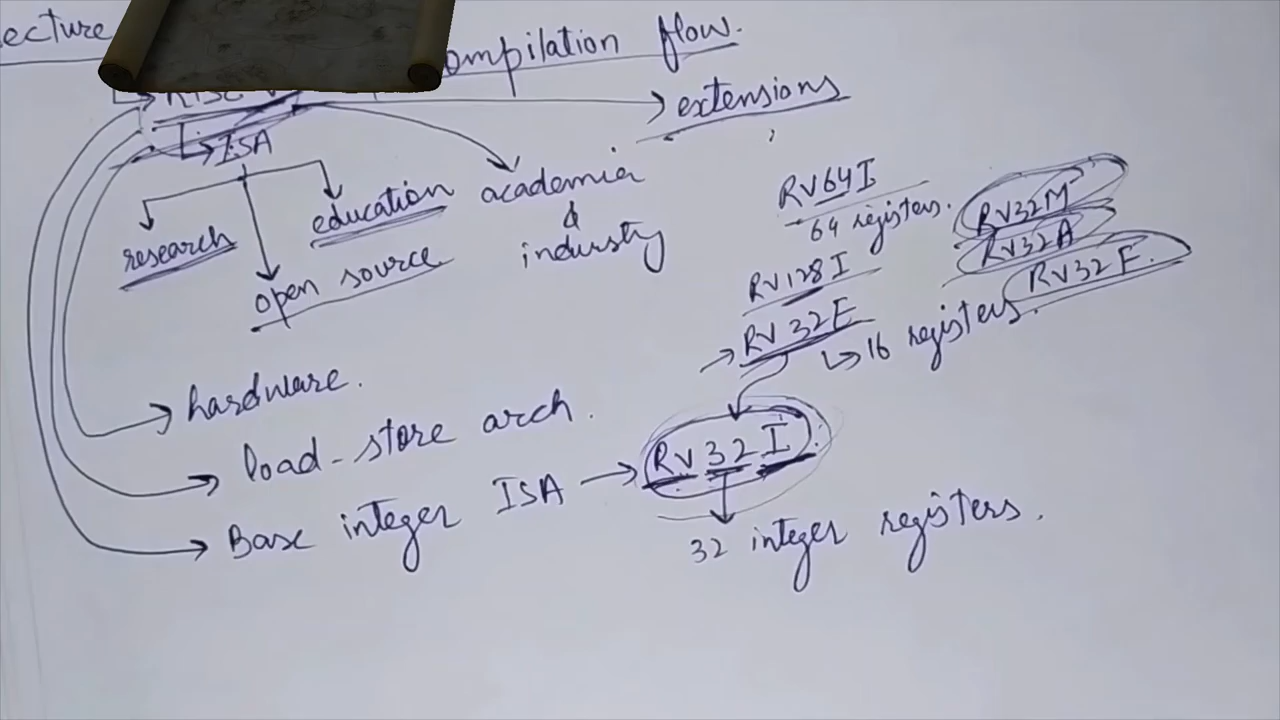 ecture
ompilation flow.
extensions
ISA
research
open source
education
academia
&
industry
RV64I
64 registers.
RV128I
RV32E
16 registers.
RV32M
RV32A
RV32F.
hardware.
load-store arch.
Base integer ISA
RV32I.
32 integer registers.